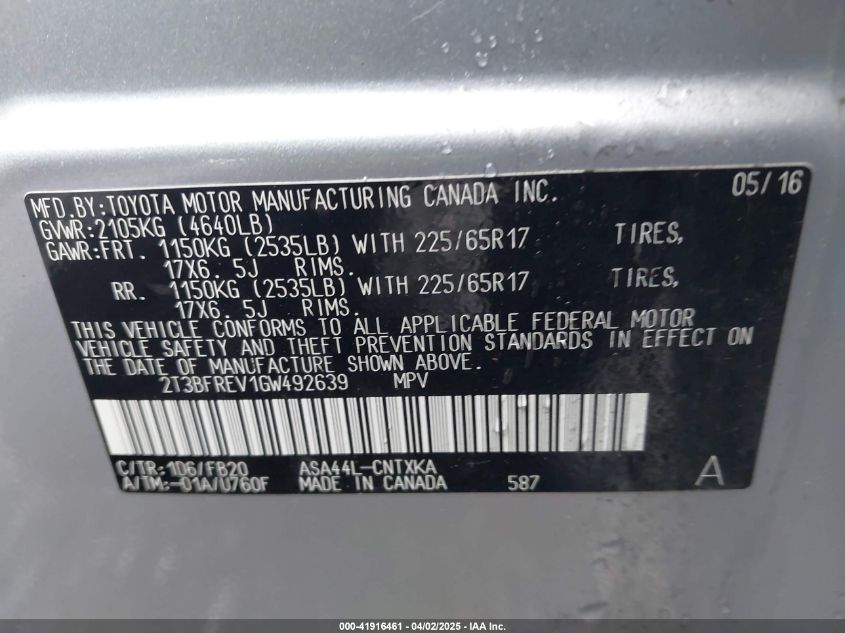 MFD.BY:TOYOTA MOTOR MANUFACTURING CANADA INC. 05/16
GVWR:2105KG (4640LB)
GAWR:FRT. 1150KG (2535LB) WITH 225/65R17 TIRES,
17X6. 5J RIMS.
RR. 1150KG (2535LB) WITH 225/65R17 TIRES,
17X6. 5J RIMS.
THIS VEHICLE CONFORMS TO ALL APPLICABLE FEDERAL MOTOR
VEHICLE SAFETY AND THEFT PREVENTION STANDARDS IN EFFECT ON
THE DATE OF MANUFACTURE SHOWN ABOVE.
2T3BFREV1GW492639 MPV
C/TR:1D6/FB20 ASA44L-CNTXKA
A/TM:-01A/U760F MADE IN CANADA 587 A
000-41916461 - 04/02/2025 - IAA Inc.